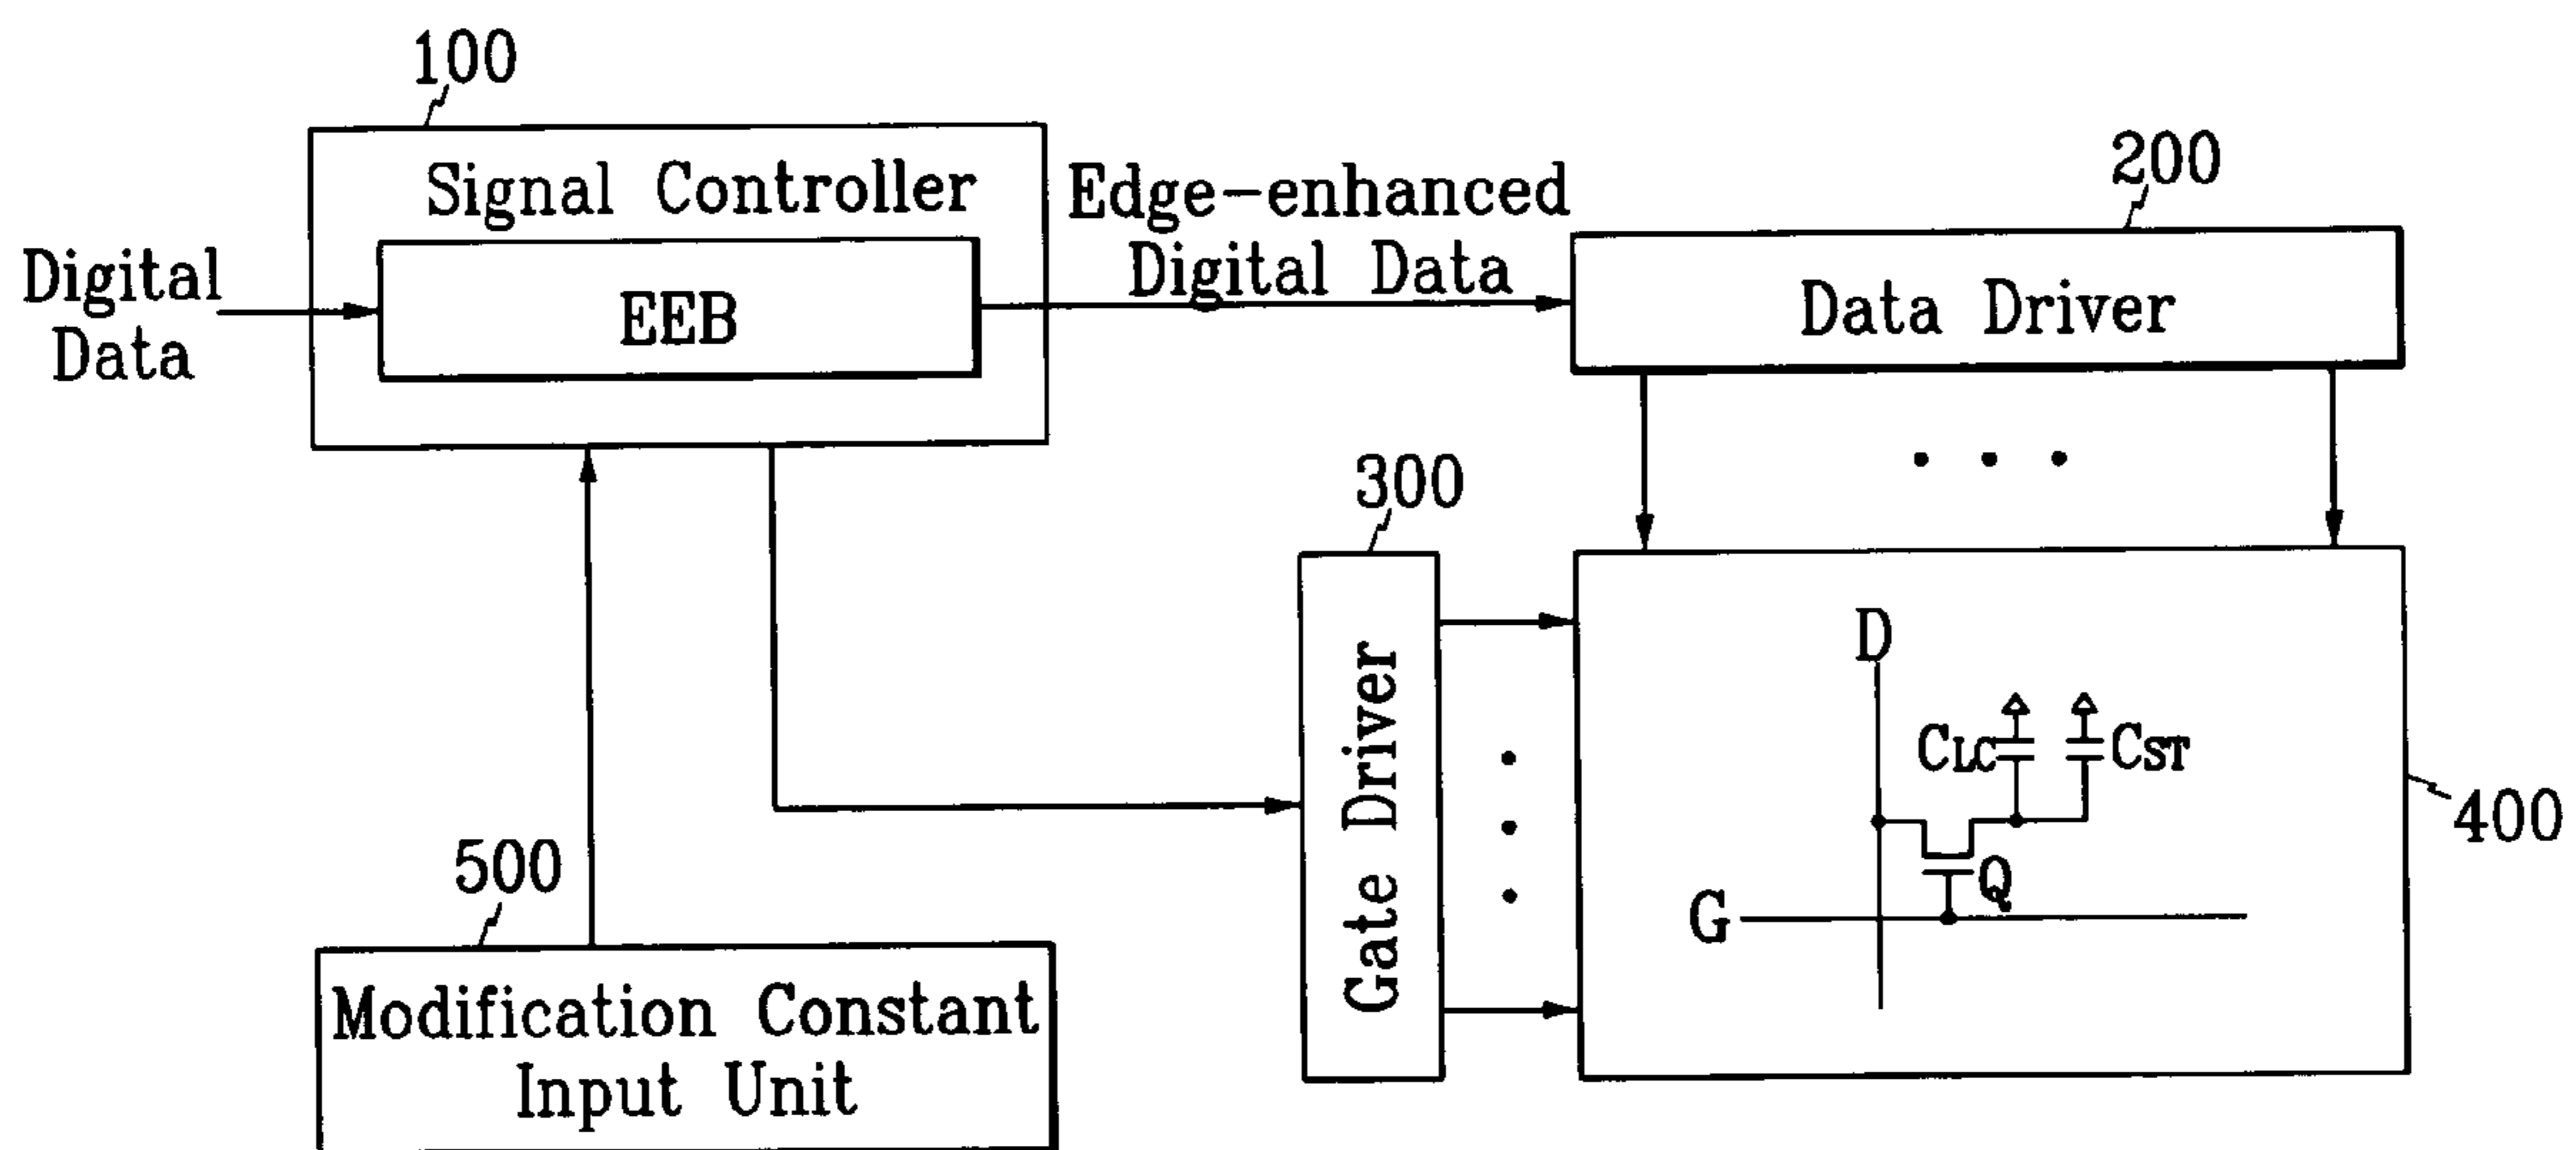 100
Signal Controller
Digital
Data
EEB
Edge-enhanced
Digital Data
200
Data Driver
300
Gate Driver
D
CLC
CST
Q
G
400
500
Modification Constant
Input Unit